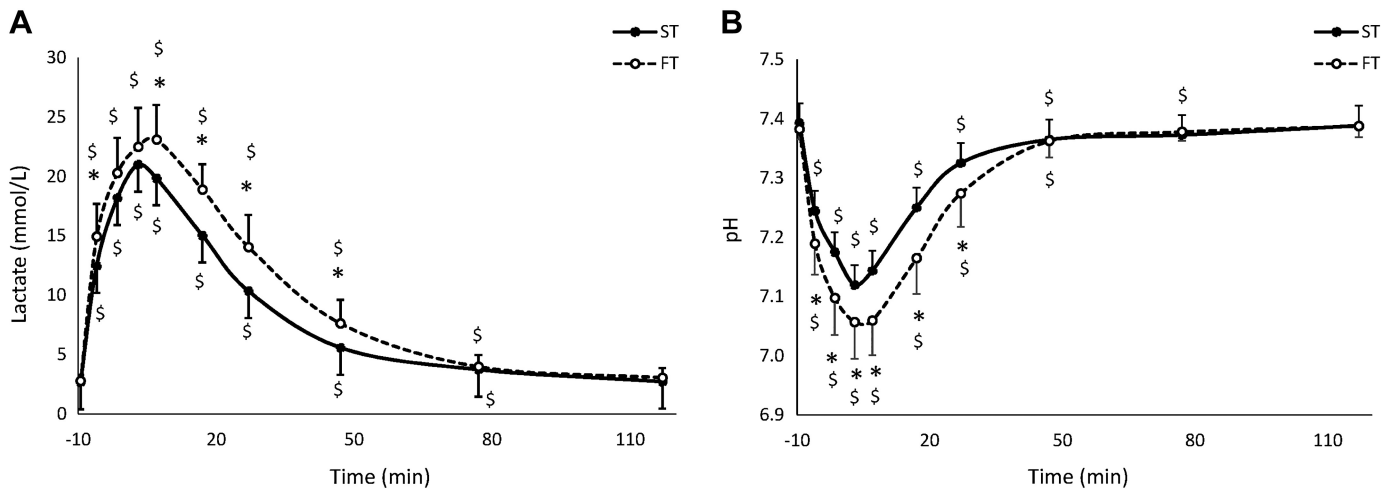 A
ST
FT
Lactate (mmol/L)
30
25
20
15
10
5
0
-10 20 50 80 110
Time (min)
$ $ $ $ $ $ $ $
* * * * *
$ $ $ $ $ $ $ $
B
ST
FT
pH
7.5
7.4
7.3
7.2
7.1
7.0
6.9
-10 20 50 80 110
Time (min)
$ $ $ $ $ $ $ $
* * * * * *
$ $ $ $ $ $ $